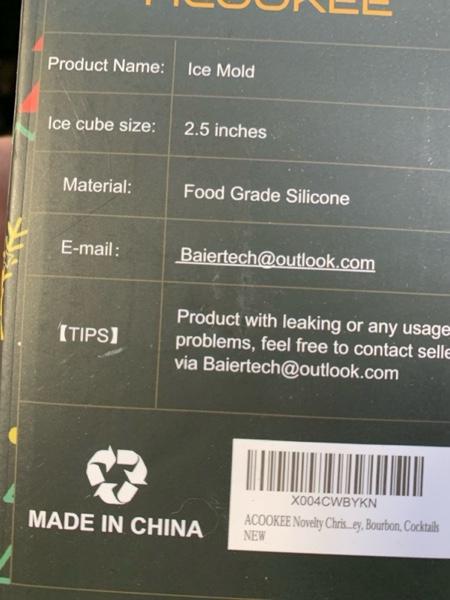 ACOOKEE
Product Name: Ice Mold
Ice cube size: 2.5 inches
Material: Food Grade Silicone
E-mail: Baiertech@outlook.com
【TIPS】
Product with leaking or any usage
problems, feel free to contact selle
via Baiertech@outlook.com
MADE IN CHINA
X004CWBYKN
ACOOKEE Novelty Chris...ey, Bourbon, Cocktails
NEW